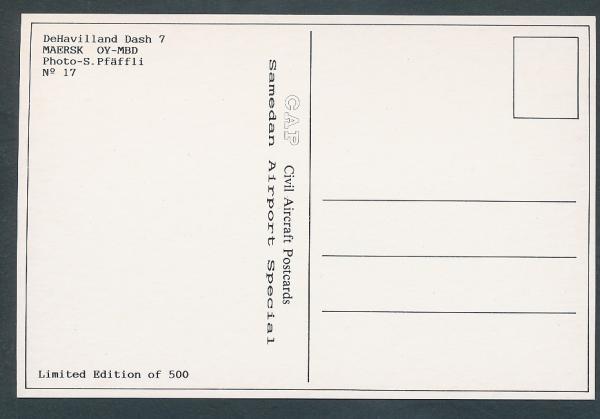 DeHavilland Dash 7
MAERSK OY-MBD
Photo-S.Pfäffli
Nº 17
CAP Civil Aircraft Postcards
Samedan Airport Special
Limited Edition of 500